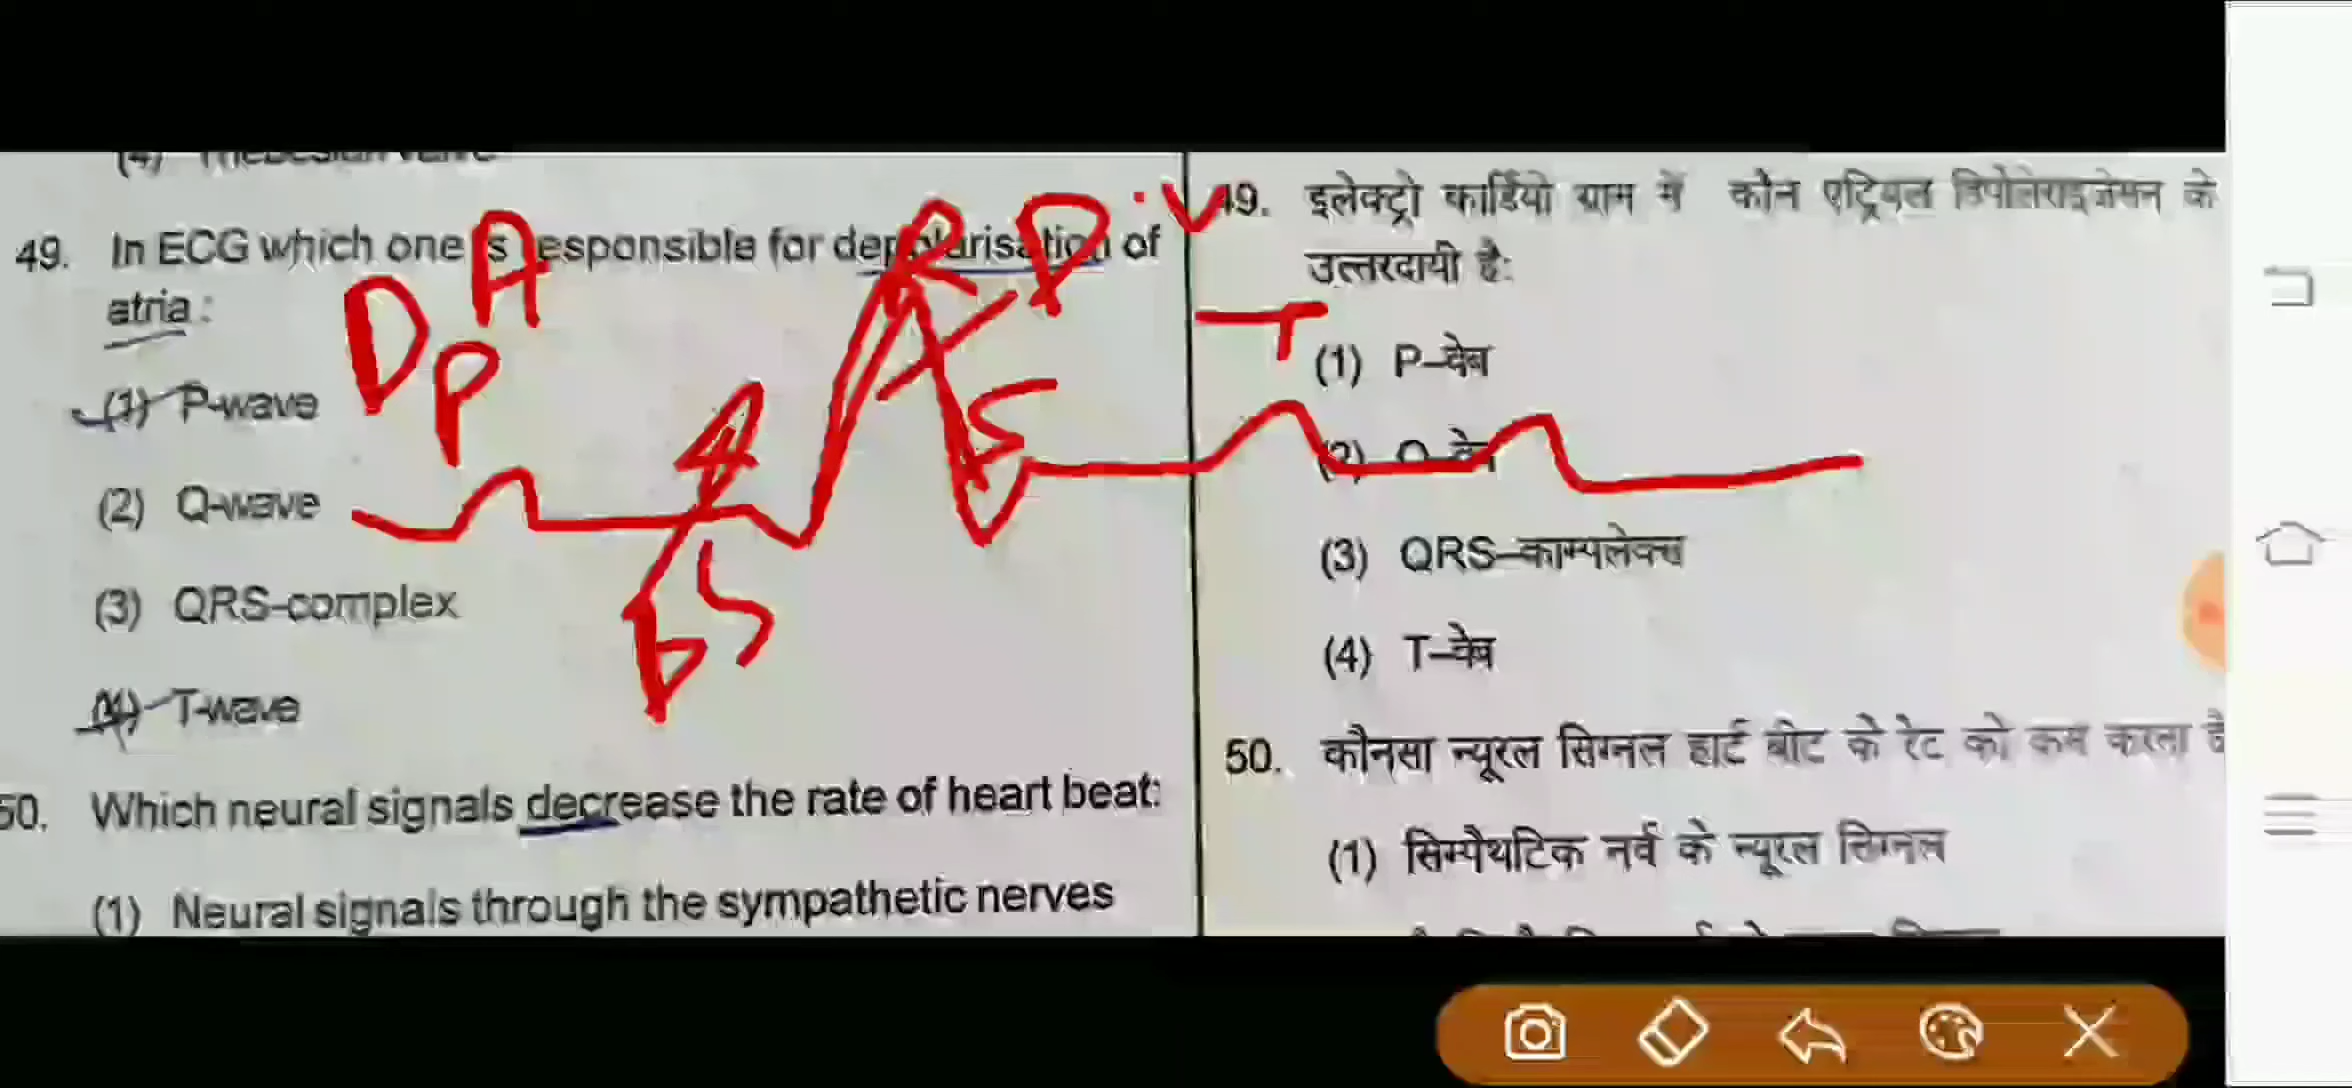 49. In ECG which one is responsible for depolarisation of
atria :
(1) P-wave
(2) Q-wave
(3) QRS-complex
(4) T-wave
50. Which neural signals decrease the rate of heart beat:
(1) Neural signals through the sympathetic nerves
49. इलेक्ट्रो कार्डियो ग्राम में कौन एट्रियल डिपोलेराइजेसन के
उत्तरदायी है:
(1) P–वेब
(2) Q–वेब
(3) QRS–काम्पलेक्स
(4) T–वेब
50. कौनसा न्यूरल सिग्नल हार्ट बीट के रेट को कम करता है
(1) सिम्पैथटिक नर्व के न्यूरल सिग्नल
A
D
P
R
D.V
S
T